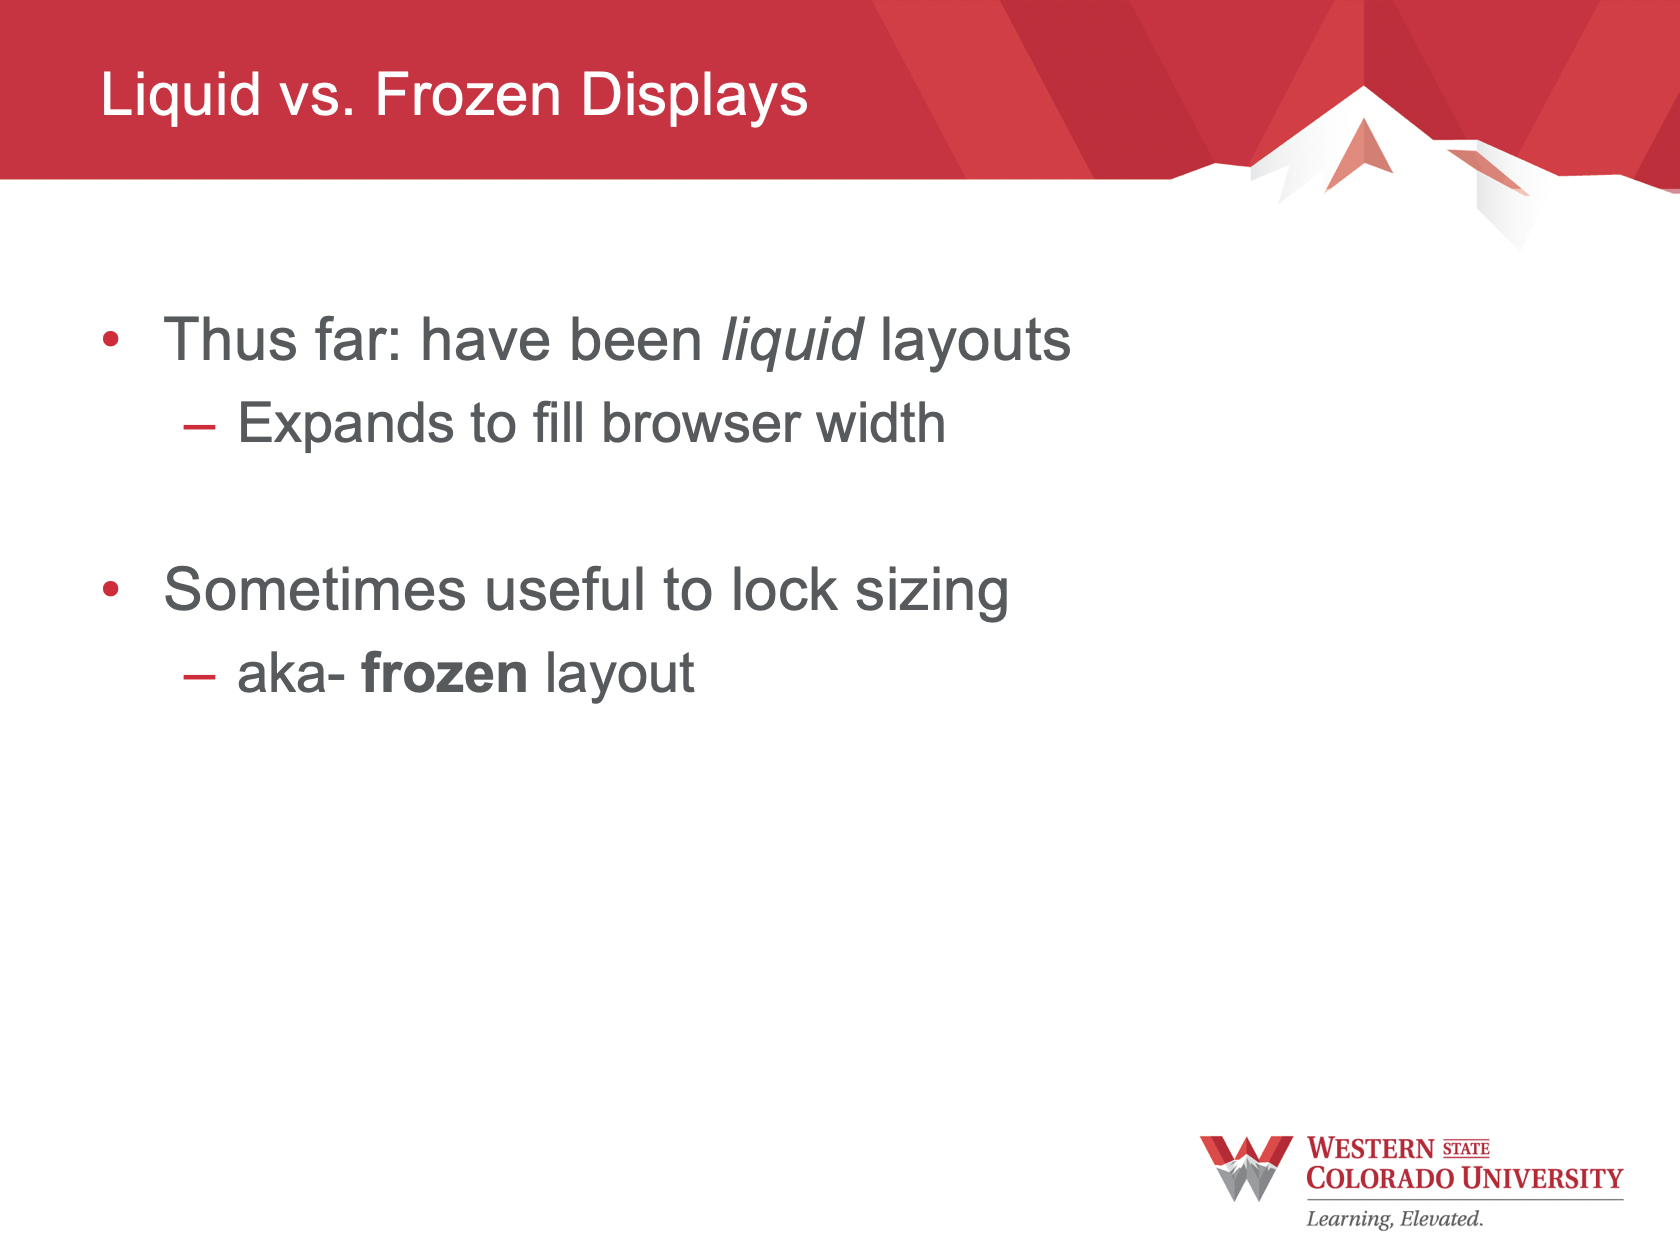 Liquid vs. Frozen Displays
• Thus far: have been liquid layouts
– Expands to fill browser width
• Sometimes useful to lock sizing
– aka- frozen layout
WESTERN STATE
COLORADO UNIVERSITY
Learning, Elevated.